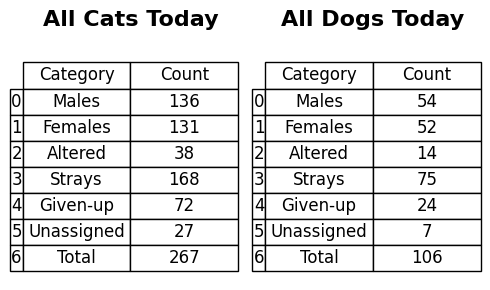 All Cats Today
Category Count
0 Males 136
1 Females 131
2 Altered 38
3 Strays 168
4 Given-up 72
5 Unassigned 27
6 Total 267
All Dogs Today
Category Count
0 Males 54
1 Females 52
2 Altered 14
3 Strays 75
4 Given-up 24
5 Unassigned 7
6 Total 106